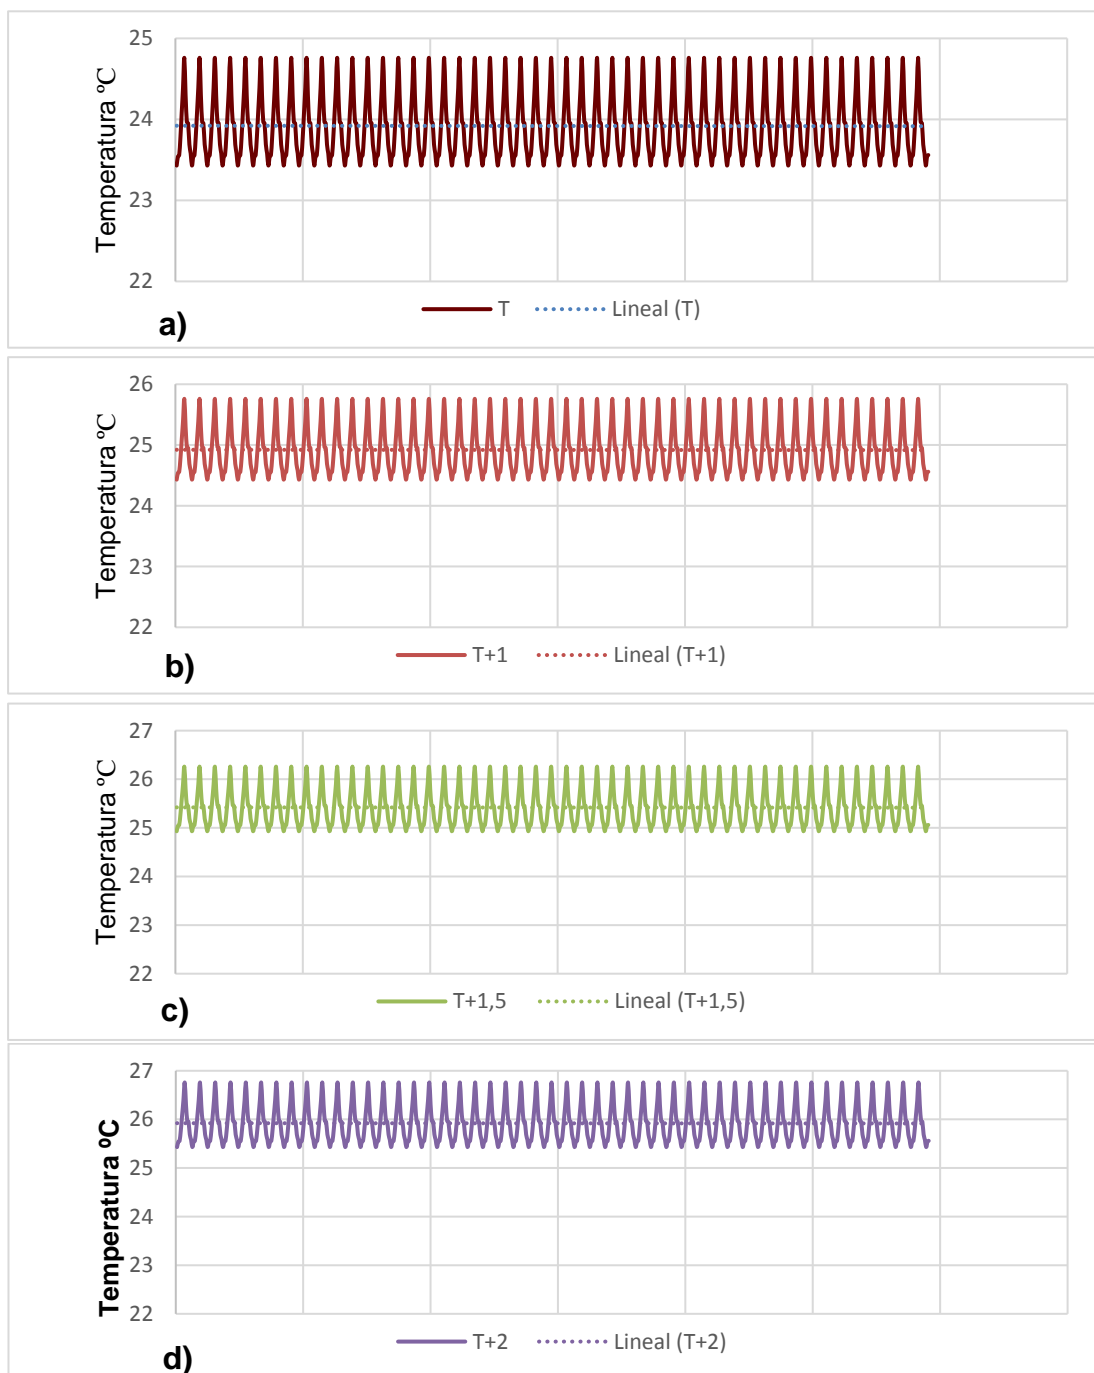 25
24
23
22
Temperatura ºC
T Lineal (T)
a)
26
25
24
23
22
Temperatura ºC
T+1 Lineal (T+1)
b)
27
26
25
24
23
22
Temperatura ºC
T+1,5 Lineal (T+1,5)
c)
27
26
25
24
23
22
Temperatura ºC
T+2 Lineal (T+2)
d)